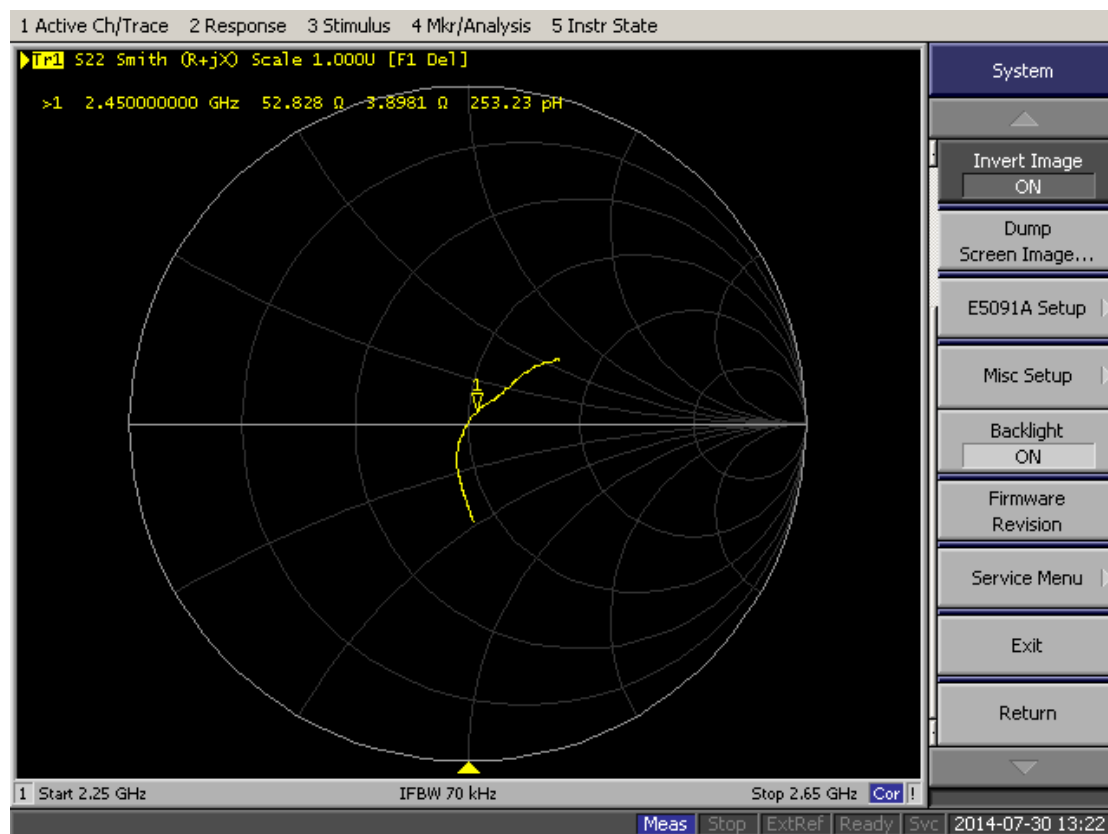 1 Active Ch/Trace 2 Response 3 Stimulus 4 Mkr/Analysis 5 Instr State
Tr1 S22 Smith (R+jX) Scale 1.000U [F1 Del]
>1 2.450000000 GHz 52.828 Ω 3.8981 Ω 253.23 pH
1
System
Invert Image
ON
Dump
Screen Image...
E5091A Setup
Misc Setup
Backlight
ON
Firmware
Revision
Service Menu
Exit
Return
1 Start 2.25 GHz IFBW 70 kHz Stop 2.65 GHz Cor !
Meas Stop ExtRef Ready Svc 2014-07-30 13:22